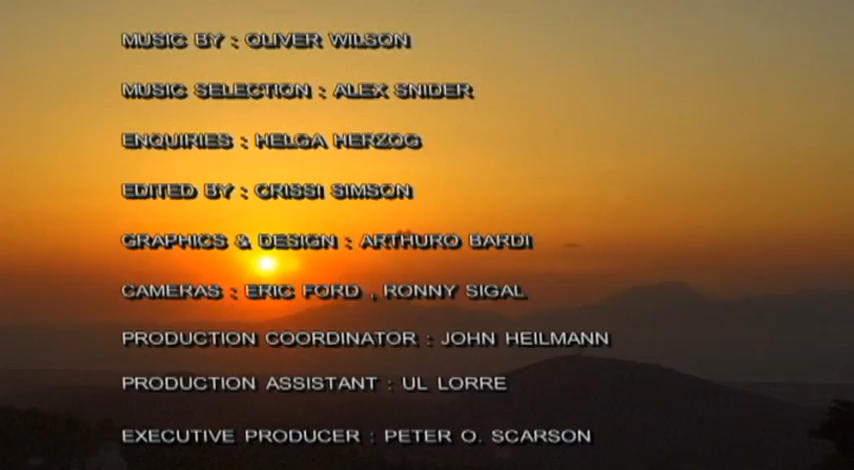 MUSIC BY : OLIVER WILSON
MUSIC SELECTION : ALEX SNIDER
ENQUIRIES : HELGA HERZOG
EDITED BY : CRISSI SIMSON
GRAPHICS & DESIGN : ARTHURO BARDI
CAMERAS : ERIC FORD , RONNY SIGAL
PRODUCTION COORDINATOR : JOHN HEILMANN
PRODUCTION ASSISTANT : UL LORRE
EXECUTIVE PRODUCER : PETER O. SCARSON